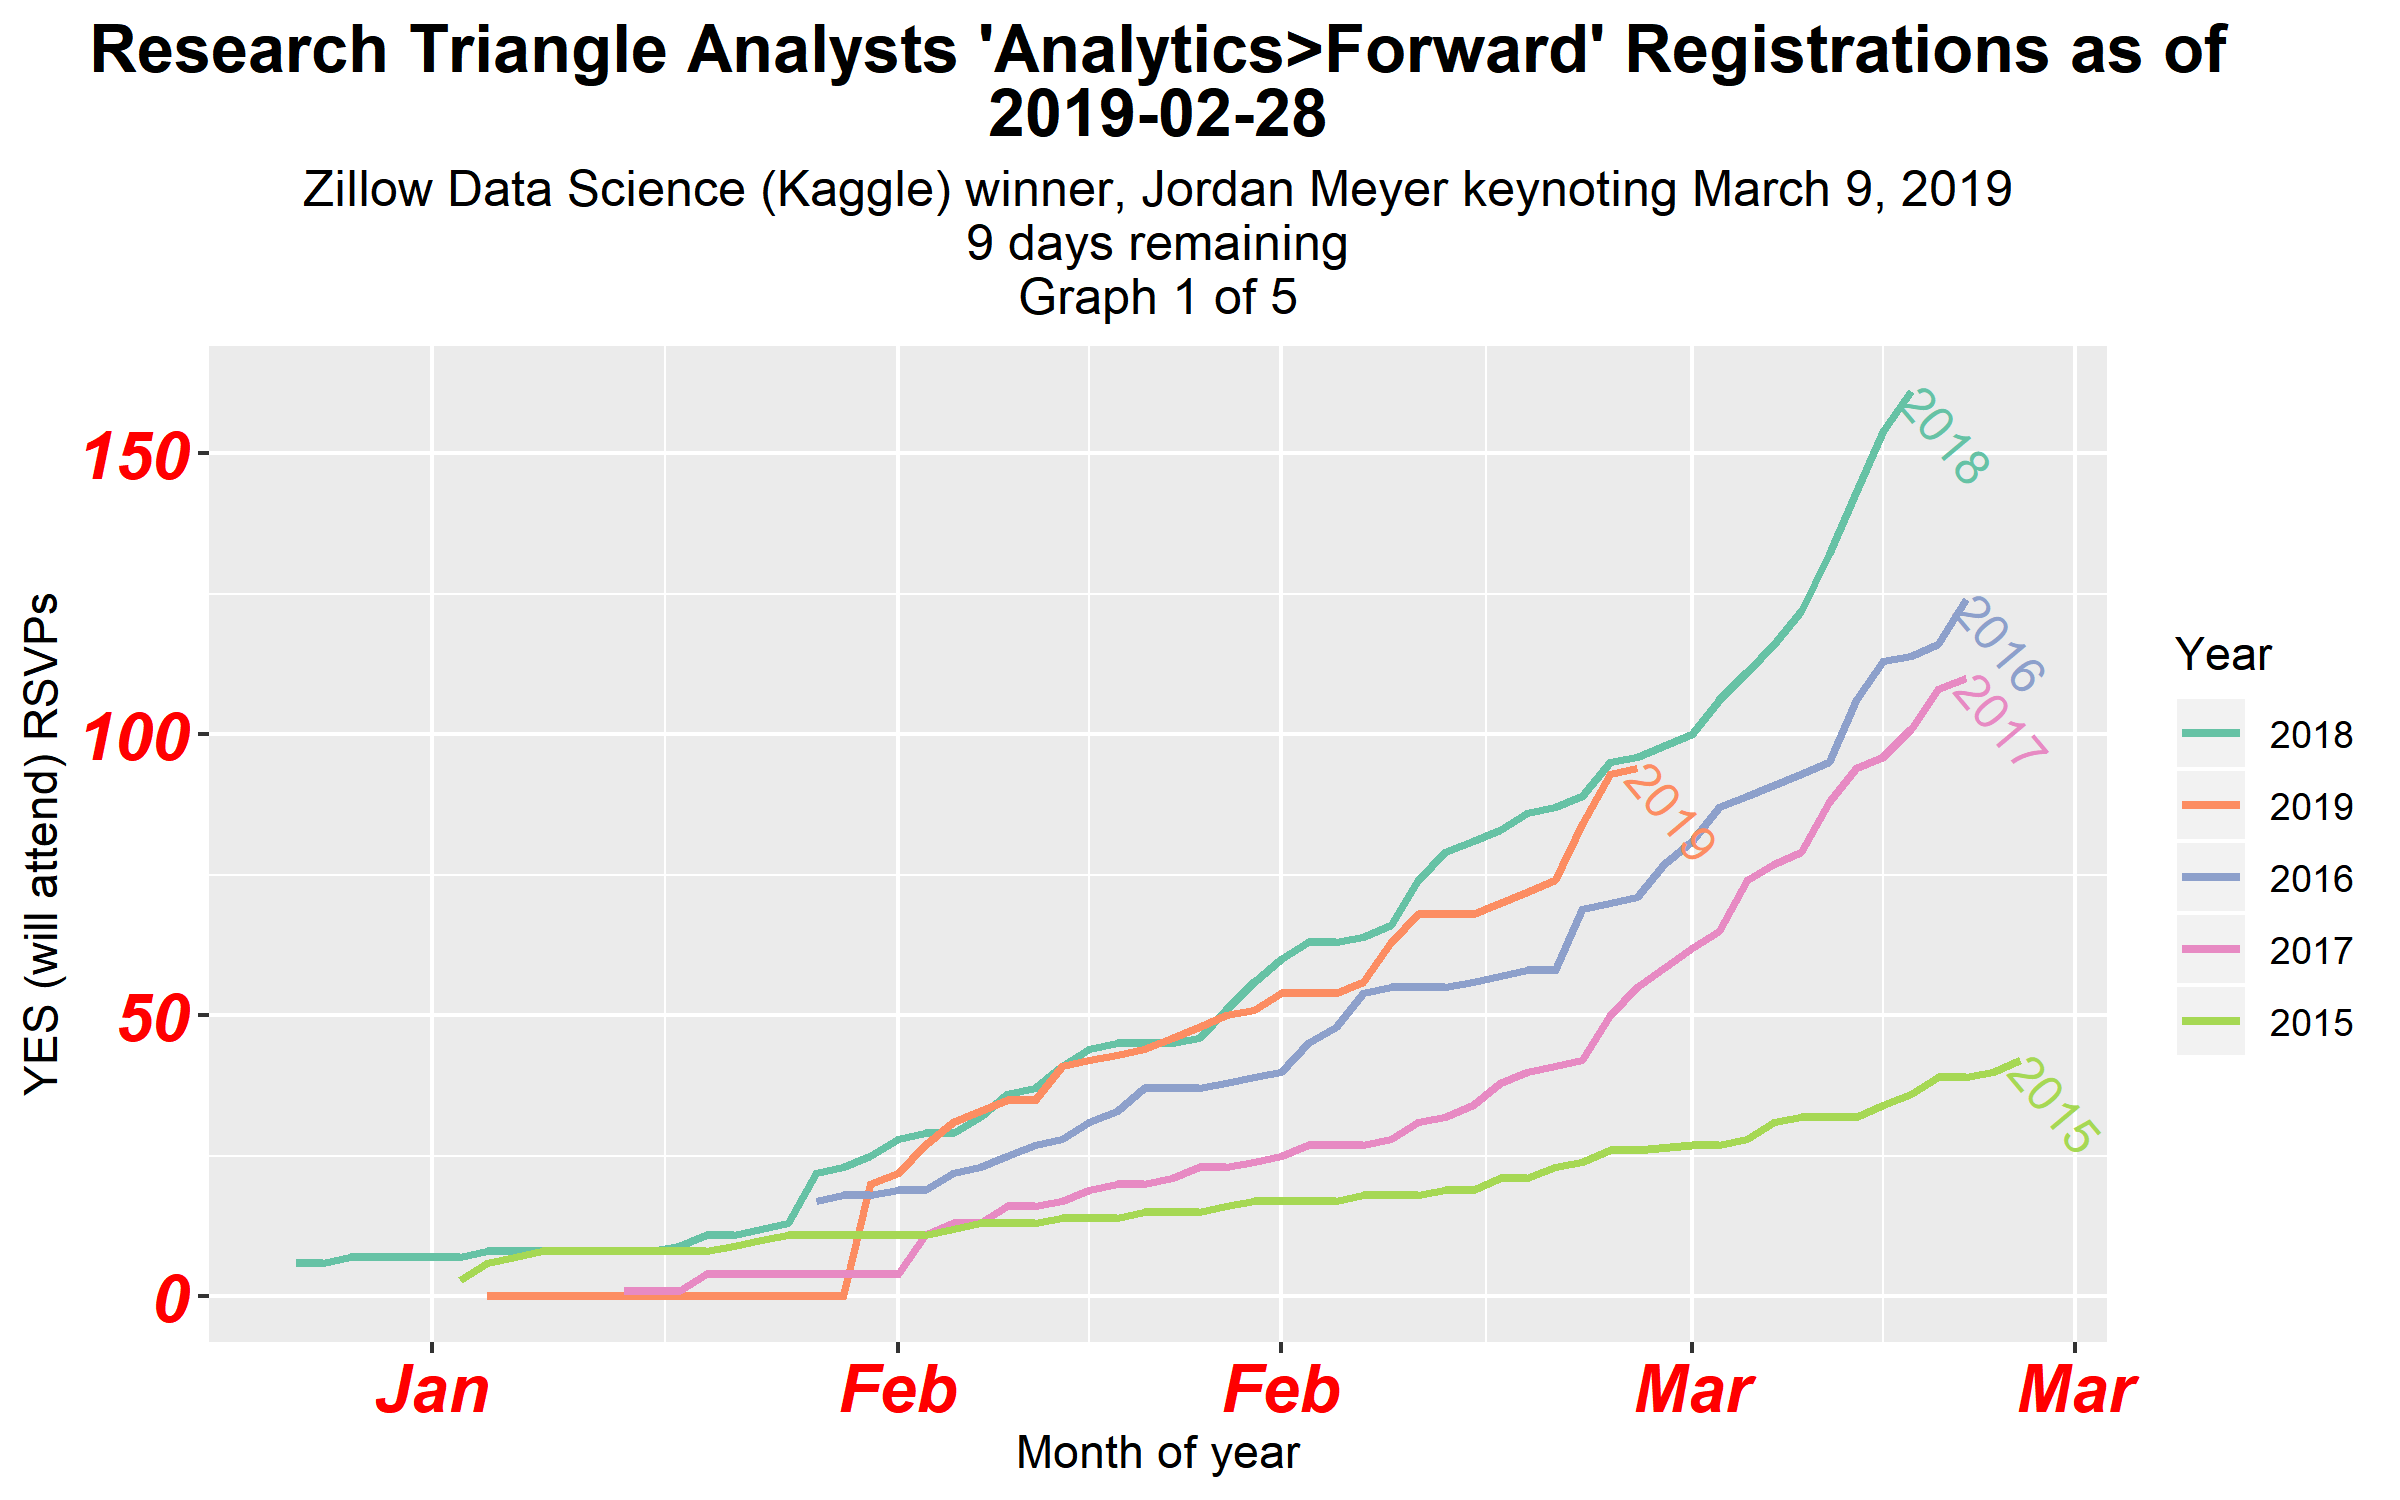 Research Triangle Analysts 'Analytics>Forward' Registrations as of
2019-02-28
Zillow Data Science (Kaggle) winner, Jordan Meyer keynoting March 9, 2019
9 days remaining
Graph 1 of 5
YES (will attend) RSVPs
150
100
50
0
2018
2016
2017
2019
2015
Jan
Feb
Feb
Mar
Mar
Month of year
Year
2018
2019
2016
2017
2015